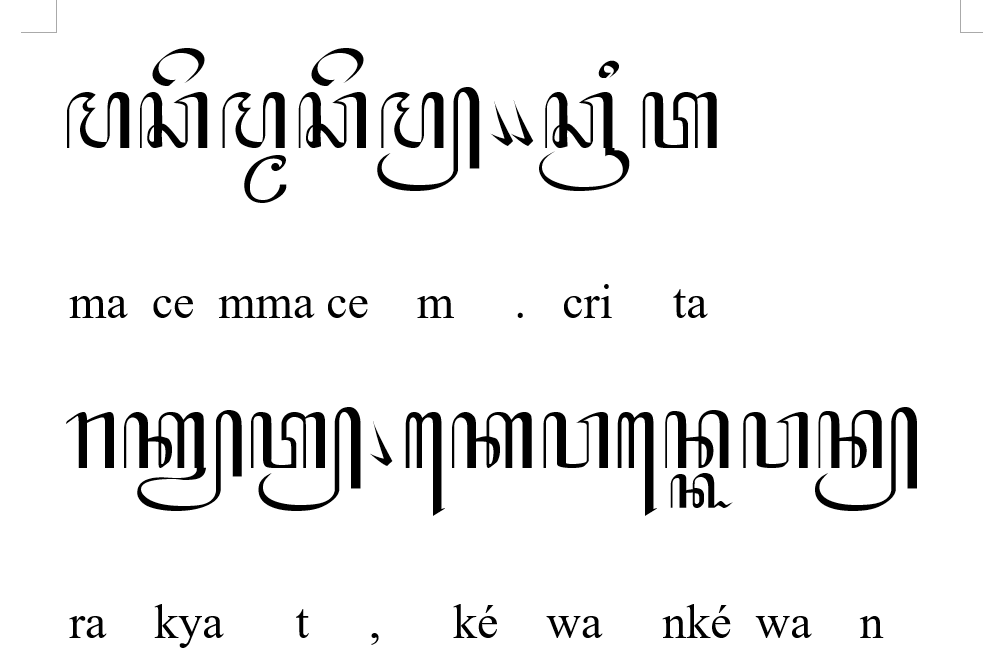 ꦩꦕꦼꦩ꧀ꦩꦕꦼꦩ꧀꧉ꦕꦿꦶꦠ
ma ce mma ce m . cri ta
ꦫꦏꦾꦠ꧀꧈ꦏꦺꦮꦤ꧀ꦏꦺꦮꦤ꧀
ra kya t , ké wa nké wa n